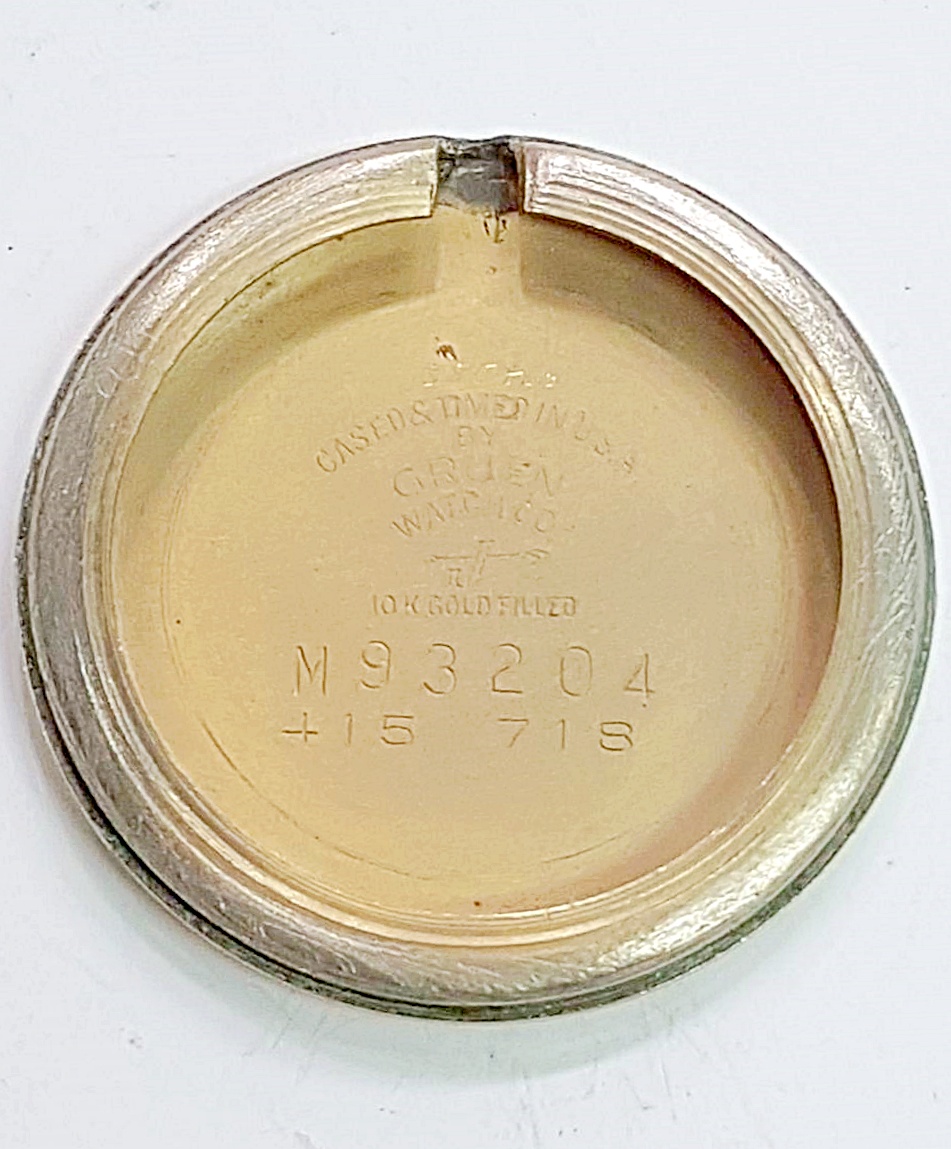 CASED & TIMED IN U.S.A.
BY
GRUEN
WATCH CO.
10 K GOLD FILLED
M93204
415 718